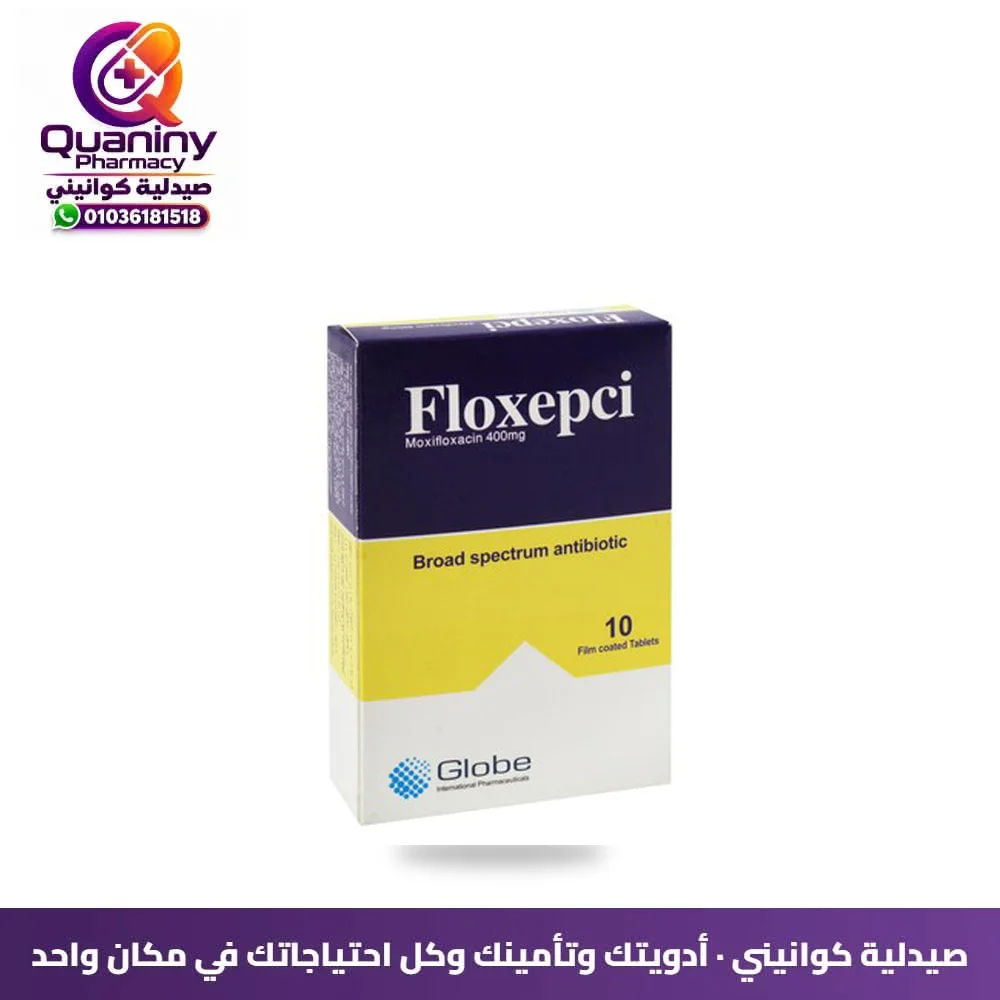 Quaniny
Pharmacy
صيدلية كوانيني
01036181518
Floxepci
Floxepci
Moxifloxacin 400mg
Broad spectrum antibiotic
10
Film coated Tablets
Globe
International Pharmaceuticals
صيدلية كوانيني · أدويتك وتأمينك وكل احتياجاتك في مكان واحد